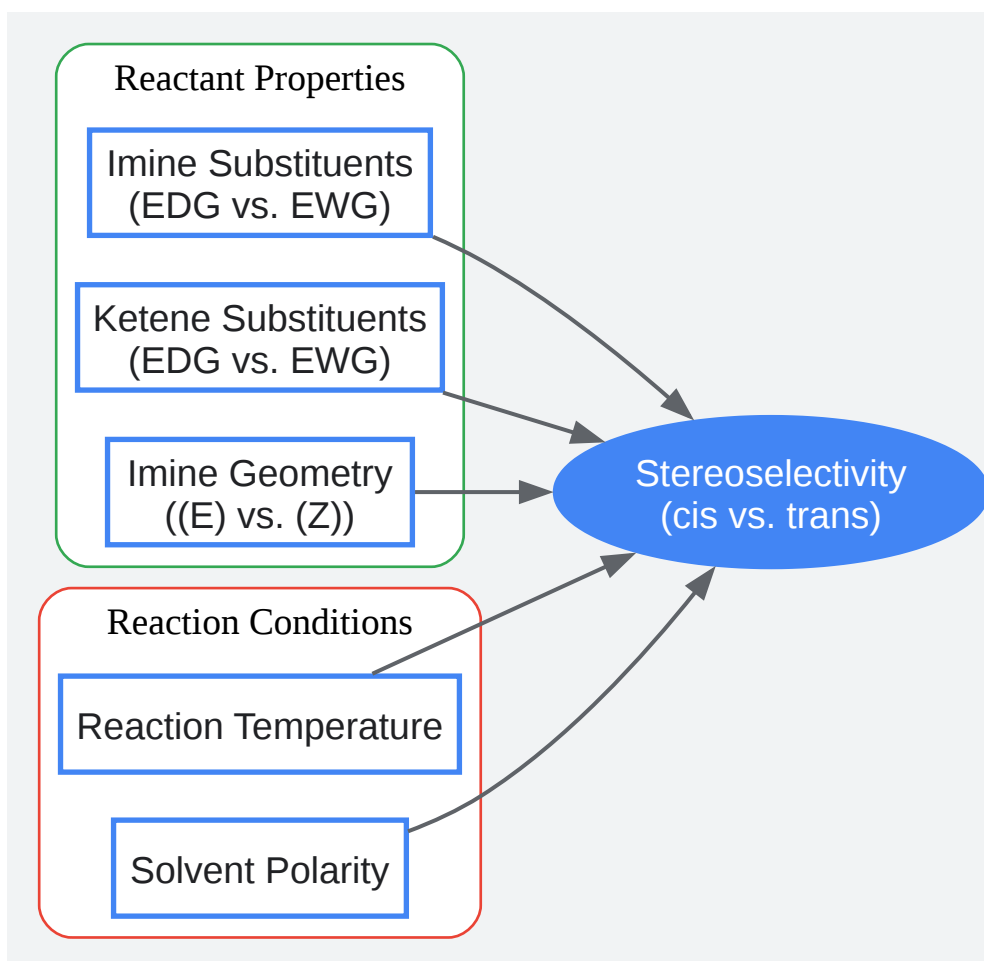 Reactant Properties
Imine Substituents
(EDG vs. EWG)
Ketene Substituents
(EDG vs. EWG)
Imine Geometry
((E) vs. (Z))
Stereoselectivity
(cis vs. trans)
Reaction Conditions
Reaction Temperature
Solvent Polarity